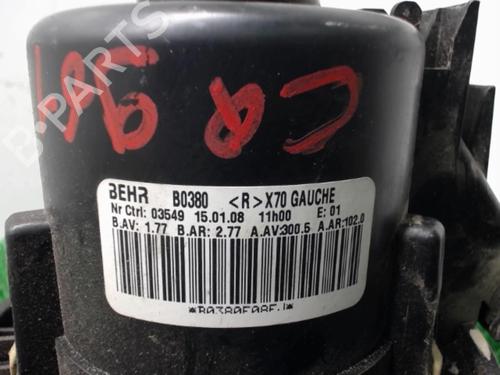 B-PARTS
BEHR B0380 <R>X70 GAUCHE
Nr Ctrl: 03549 15.01.08 11h00 E: 01
B.AV: 1.77 B.AR: 2.77 A.AV:300.5 A.AR:102.0